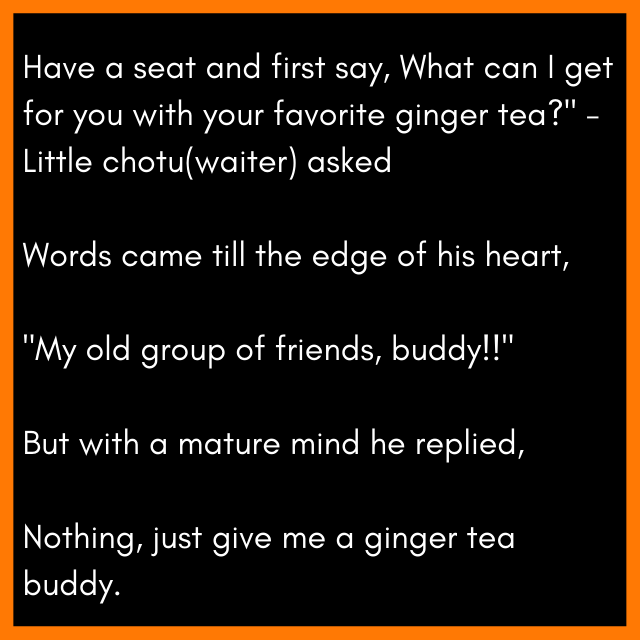 Have a seat and first say, What can I get
for you with your favorite ginger tea?" -
Little chotu(waiter) asked
Words came till the edge of his heart,
"My old group of friends, buddy!!"
But with a mature mind he replied,
Nothing, just give me a ginger tea
buddy.